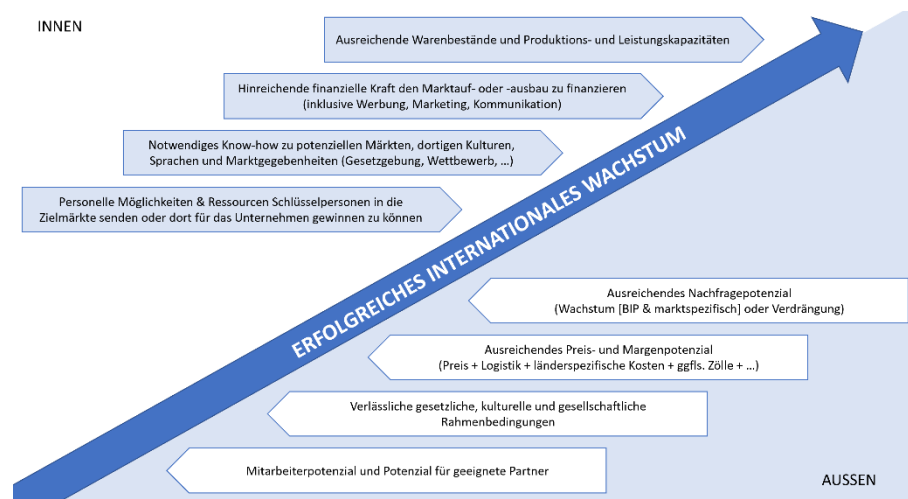 INNEN
Ausreichende Warenbestände und Produktions- und Leistungskapazitäten
Hinreichende finanzielle Kraft den Marktauf- oder -ausbau zu finanzieren
(inklusive Werbung, Marketing, Kommunikation)
Notwendiges Know-how zu potenziellen Märkten, dortigen Kulturen,
Sprachen und Marktgegebenheiten (Gesetzgebung, Wettbewerb, ...)
Personelle Möglichkeiten & Ressourcen Schlüsselpersonen in die
Zielmärkte senden oder dort für das Unternehmen gewinnen zu können
ERFOLGREICHES INTERNATIONALES WACHSTUM
Ausreichendes Nachfragepotenzial
(Wachstum [BIP & marktspezifisch] oder Verdrängung)
Ausreichendes Preis- und Margenpotenzial
(Preis + Logistik + länderspezifische Kosten + ggfls. Zölle + ...)
Verlässliche gesetzliche, kulturelle und gesellschaftliche
Rahmenbedingungen
Mitarbeiterpotenzial und Potenzial für geeignete Partner
AUSSEN